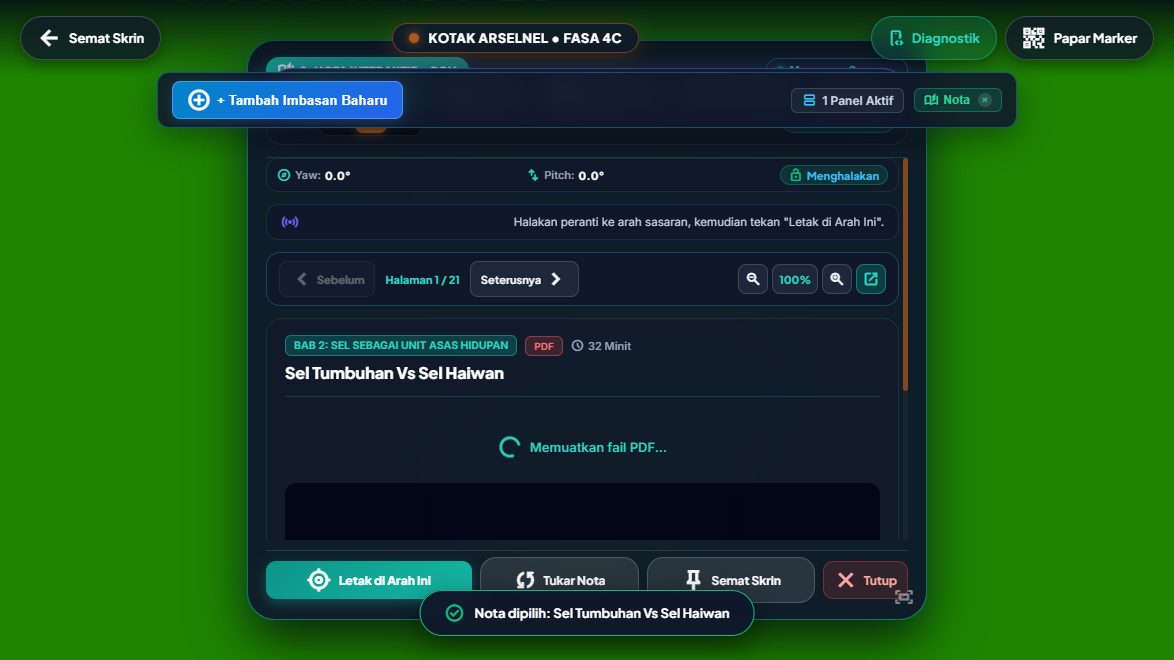 Semat Skrin
KOTAK ARSELNEL ● FASA 4C
Diagnostik
Papar Marker
+ Tambah Imbasan Baharu
1 Panel Aktif
Nota
Yaw: 0.0°
Pitch: 0.0°
Menghalakan
Halakan peranti ke arah sasaran, kemudian tekan "Letak di Arah Ini".
Sebelum
Halaman 1 / 21
Seterusnya
100%
BAB 2: SEL SEBAGAI UNIT ASAS HIDUPAN
PDF
32 Minit
Sel Tumbuhan Vs Sel Haiwan
Memuatkan fail PDF...
Letak di Arah Ini
Tukar Nota
Semat Skrin
Tutup
Nota dipilih: Sel Tumbuhan Vs Sel Haiwan